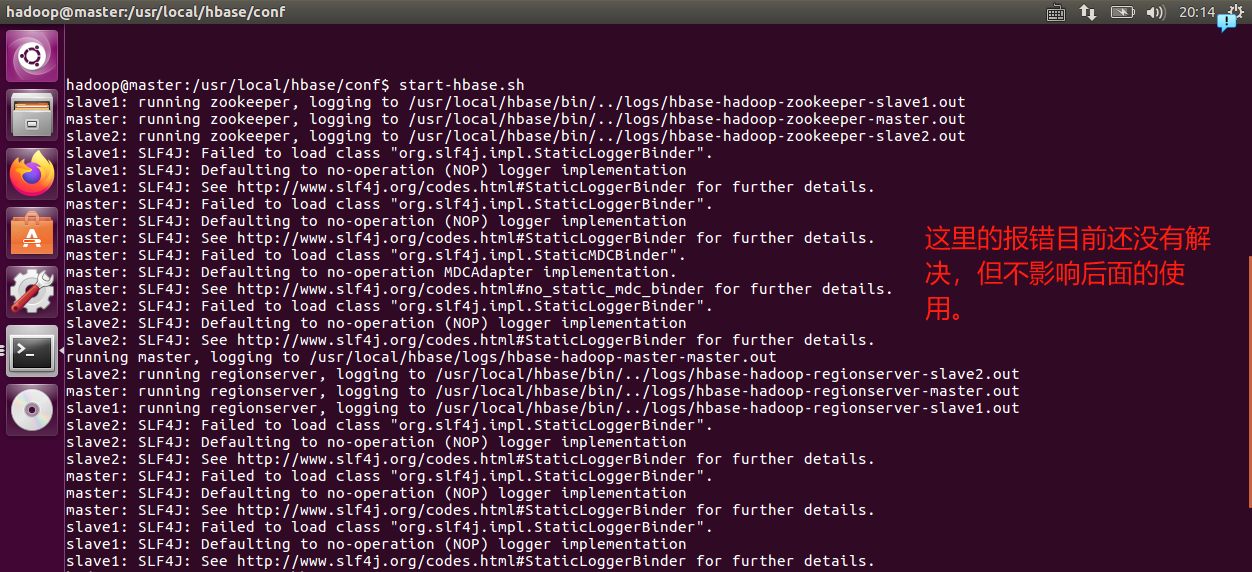 hadoop@master:/usr/local/hbase/conf
20:14
hadoop@master:/usr/local/hbase/conf$ start-hbase.sh
slave1: running zookeeper, logging to /usr/local/hbase/bin/../logs/hbase-hadoop-zookeeper-slave1.out
master: running zookeeper, logging to /usr/local/hbase/bin/../logs/hbase-hadoop-zookeeper-master.out
slave2: running zookeeper, logging to /usr/local/hbase/bin/../logs/hbase-hadoop-zookeeper-slave2.out
slave1: SLF4J: Failed to load class "org.slf4j.impl.StaticLoggerBinder".
slave1: SLF4J: Defaulting to no-operation (NOP) logger implementation
slave1: SLF4J: See http://www.slf4j.org/codes.html#StaticLoggerBinder for further details.
master: SLF4J: Failed to load class "org.slf4j.impl.StaticLoggerBinder".
master: SLF4J: Defaulting to no-operation (NOP) logger implementation
master: SLF4J: See http://www.slf4j.org/codes.html#StaticLoggerBinder for further details.
master: SLF4J: Failed to load class "org.slf4j.impl.StaticMDCBinder".
master: SLF4J: Defaulting to no-operation MDCAdapter implementation.
master: SLF4J: See http://www.slf4j.org/codes.html#no_static_mdc_binder for further details.
slave2: SLF4J: Failed to load class "org.slf4j.impl.StaticLoggerBinder".
slave2: SLF4J: Defaulting to no-operation (NOP) logger implementation
slave2: SLF4J: See http://www.slf4j.org/codes.html#StaticLoggerBinder for further details.
running master, logging to /usr/local/hbase/logs/hbase-hadoop-master-master.out
slave2: running regionserver, logging to /usr/local/hbase/bin/../logs/hbase-hadoop-regionserver-slave2.out
master: running regionserver, logging to /usr/local/hbase/bin/../logs/hbase-hadoop-regionserver-master.out
slave1: running regionserver, logging to /usr/local/hbase/bin/../logs/hbase-hadoop-regionserver-slave1.out
slave2: SLF4J: Failed to load class "org.slf4j.impl.StaticLoggerBinder".
slave2: SLF4J: Defaulting to no-operation (NOP) logger implementation
slave2: SLF4J: See http://www.slf4j.org/codes.html#StaticLoggerBinder for further details.
master: SLF4J: Failed to load class "org.slf4j.impl.StaticLoggerBinder".
master: SLF4J: Defaulting to no-operation (NOP) logger implementation
master: SLF4J: See http://www.slf4j.org/codes.html#StaticLoggerBinder for further details.
slave1: SLF4J: Failed to load class "org.slf4j.impl.StaticLoggerBinder".
slave1: SLF4J: Defaulting to no-operation (NOP) logger implementation
slave1: SLF4J: See http://www.slf4j.org/codes.html#StaticLoggerBinder for further details.
这里的报错目前还没有解
决，但不影响后面的使
用。